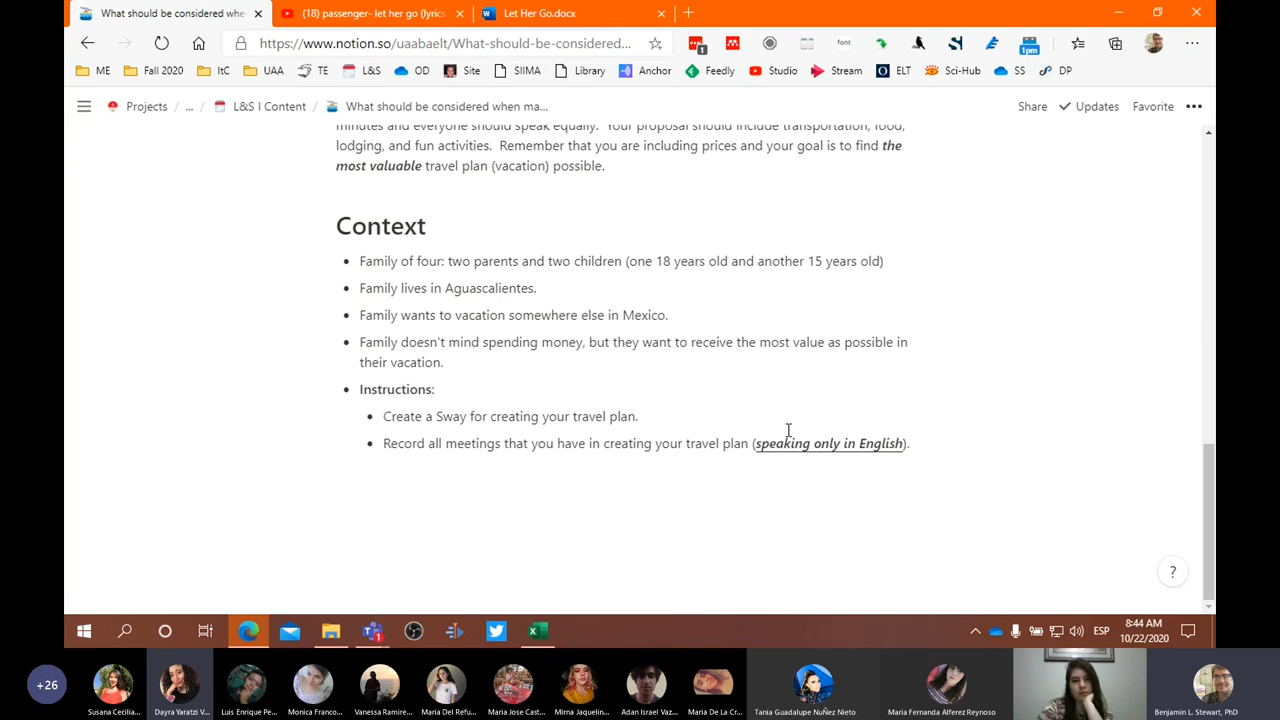 What should be considered whe
(18) passenger- let her go (lyrics
Let Her Go.docx
https://www.notion.so/uaabaelt/What-should-be-considered...
1
font
1pm
ME
Fall 2020
ItC
UAA
TE
L&S
OD
Site
SIIMA
Library
Anchor
Feedly
Studio
Stream
ELT
Sci-Hub
SS
DP
Projects / ... / L&S I Content / What should be considered when ma...
Share
Updates
Favorite
minutes and everyone should speak equally. Your proposal should include transportation, food,
lodging, and fun activities. Remember that you are including prices and your goal is to find the
most valuable travel plan (vacation) possible.
Context
Family of four: two parents and two children (one 18 years old and another 15 years old)
Family lives in Aguascalientes.
Family wants to vacation somewhere else in Mexico.
Family doesn't mind spending money, but they want to receive the most value as possible in
their vacation.
Instructions:
Create a Sway for creating your travel plan.
Record all meetings that you have in creating your travel plan (speaking only in English).
?
ESP
8:44 AM
10/22/2020
+26
Susana Cecilia...
Dayra Yaratzi V...
Luis Enrique Pe...
Monica Franco...
Vanessa Ramire...
Maria Del Refu...
Maria Jose Cast...
Mirna Jaquelin...
Adan Israel Vaz...
Maria De La Cr...
Tania Guadalupe NuÑez Nieto
Maria Fernanda Alferez Reynoso
Benjamin L. Stewart, PhD